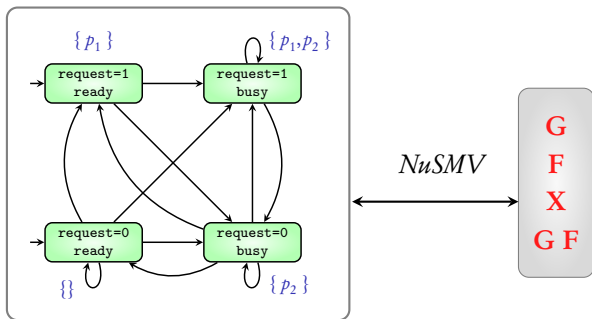 { p₁ }
{ p₁, p₂ }
request=1
ready
request=1
busy
NuSMV
G
F
X
G F
request=0
ready
request=0
busy
{}
{ p₂ }